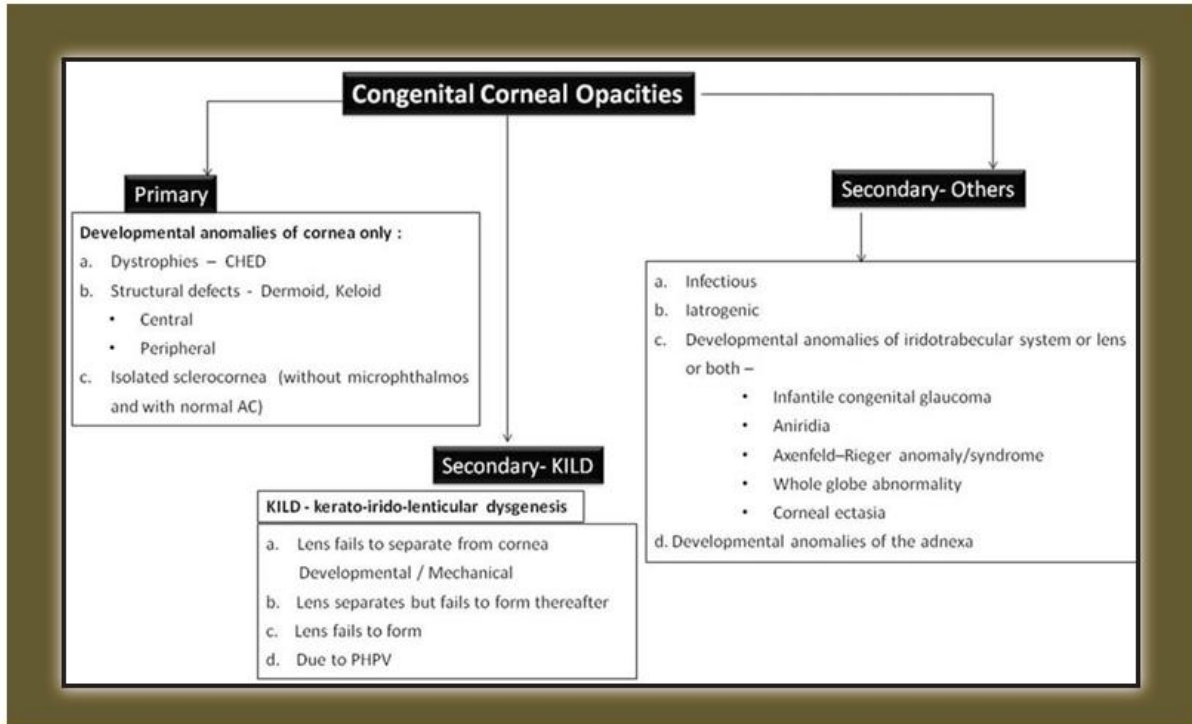 Congenital Corneal Opacities
Primary
Developmental anomalies of cornea only :
a. Dystrophies – CHED
b. Structural defects - Dermoid, Keloid
• Central
• Peripheral
c. Isolated sclerocornea (without microphthalmos
and with normal AC)
Secondary- KILD
KILD - kerato-irido-lenticular dysgenesis
a. Lens fails to separate from cornea
Developmental / Mechanical
b. Lens separates but fails to form thereafter
c. Lens fails to form
d. Due to PHPV
Secondary- Others
a. Infectious
b. Iatrogenic
c. Developmental anomalies of iridotrabecular system or lens
or both –
• Infantile congenital glaucoma
• Aniridia
• Axenfeld–Rieger anomaly/syndrome
• Whole globe abnormality
• Corneal ectasia
d. Developmental anomalies of the adnexa